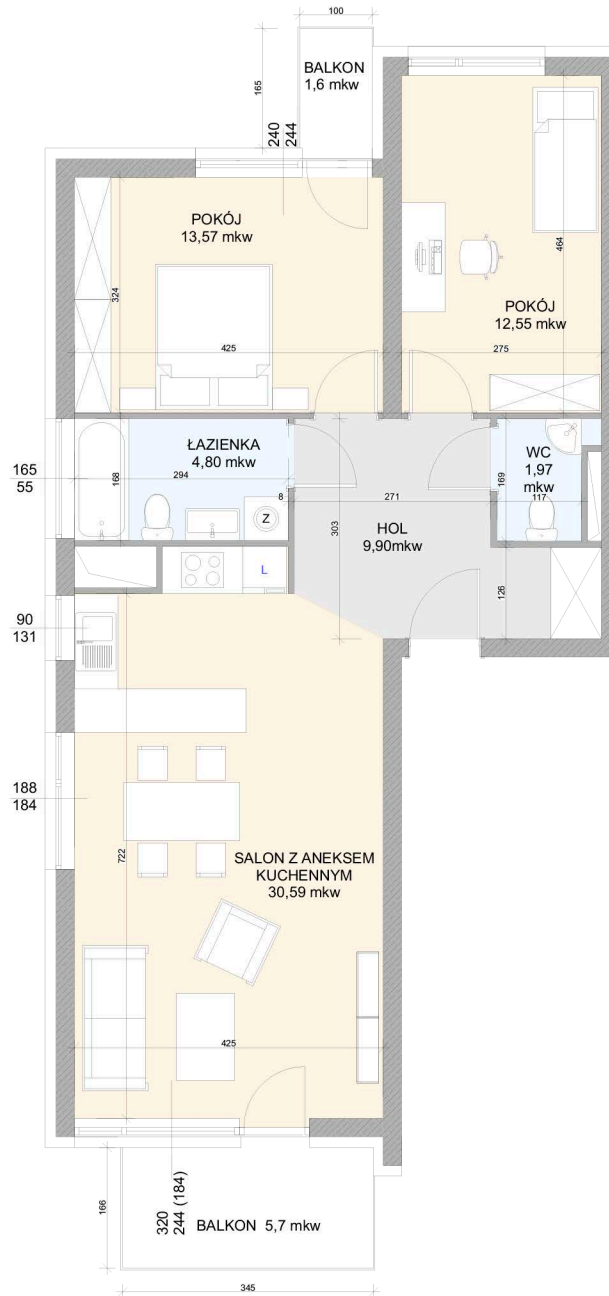 100
BALKON
1,6 mkw
165
240
244
POKÓJ
13,57 mkw
324
425
464
POKÓJ
12,55 mkw
275
ŁAZIENKA
4,80 mkw
168
294
165
55
8
Z
271
WC
1,97
mkw
169
117
HOL
9,90mkw
303
126
L
90
131
188
184
722
SALON Z ANEKSEM
KUCHENNYM
30,59 mkw
425
166
320
244 (184)
BALKON 5,7 mkw
345